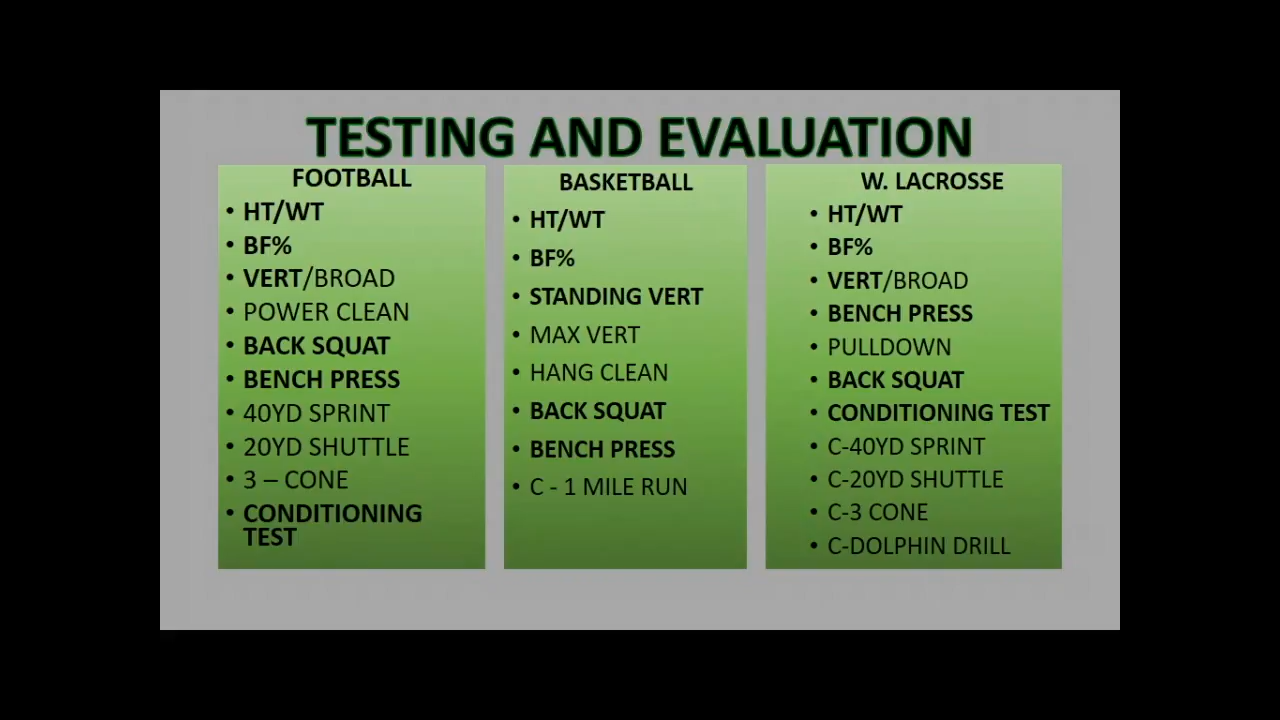 TESTING AND EVALUATION
FOOTBALL
• HT/WT
• BF%
• VERT/BROAD
• POWER CLEAN
• BACK SQUAT
• BENCH PRESS
• 40YD SPRINT
• 20YD SHUTTLE
• 3 – CONE
• CONDITIONING
TEST
BASKETBALL
• HT/WT
• BF%
• STANDING VERT
• MAX VERT
• HANG CLEAN
• BACK SQUAT
• BENCH PRESS
• C - 1 MILE RUN
W. LACROSSE
• HT/WT
• BF%
• VERT/BROAD
• BENCH PRESS
• PULLDOWN
• BACK SQUAT
• CONDITIONING TEST
• C-40YD SPRINT
• C-20YD SHUTTLE
• C-3 CONE
• C-DOLPHIN DRILL